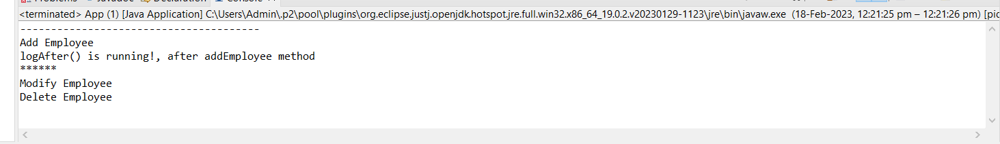 Problems Javadoc Declaration Console
<terminated> App (1) [Java Application] C:\Users\Admin\.p2\pool\plugins\org.eclipse.justj.openjdk.hotspot.jre.full.win32.x86_64_19.0.2.v20230129-1123\jre\bin\javaw.exe (18-Feb-2023, 12:21:25 pm – 12:21:26 pm) [pic
---------------------------------------
Add Employee
logAfter() is running!, after addEmployee method
******
Modify Employee
Delete Employee